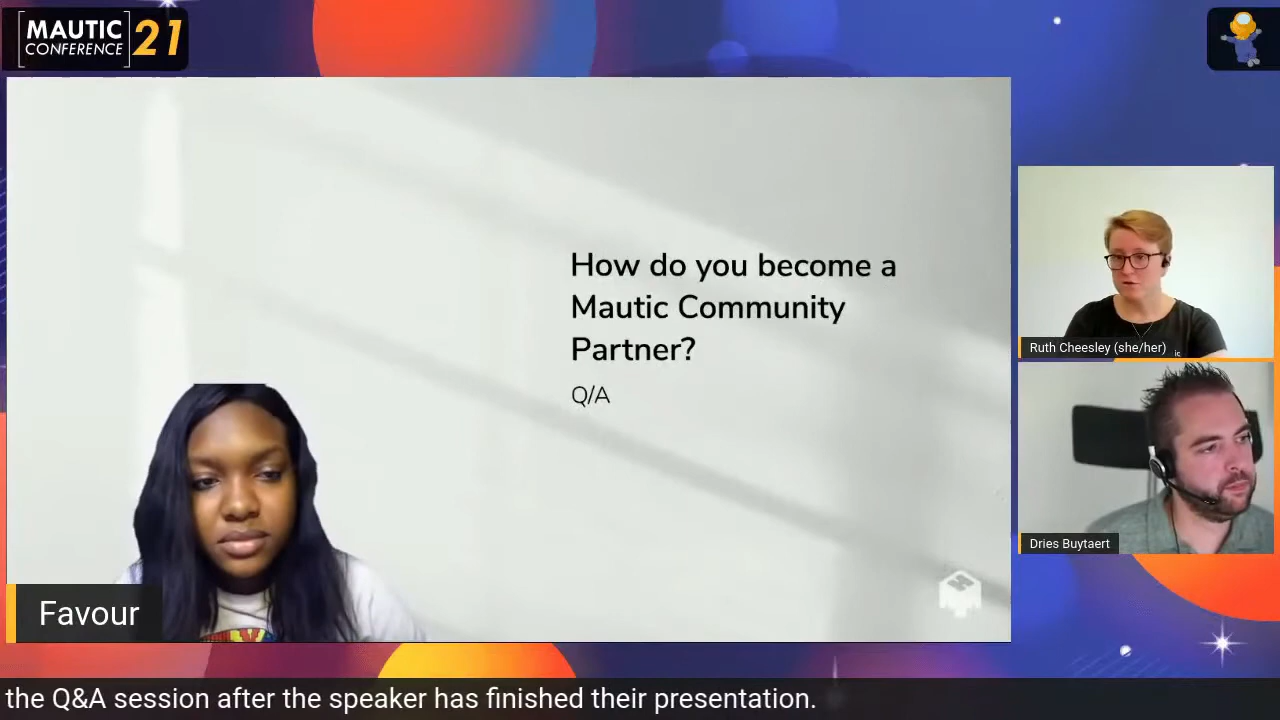 MAUTIC
CONFERENCE
21
How do you become a
Mautic Community
Partner?
Q/A
Ruth Cheesley (she/her)
Dries Buytaert
Favour
the Q&A session after the speaker has finished their presentation.